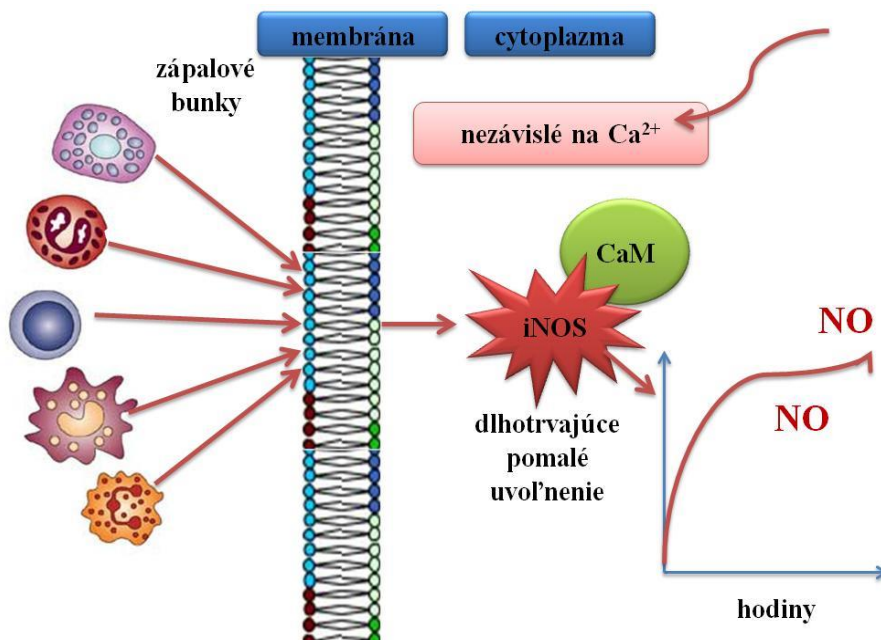 membrána
cytoplazma
zápalové
bunky
nezávislé na Ca²⁺
CaM
iNOS
NO
NO
dlhotrvajúce
pomalé
uvoľnenie
hodiny